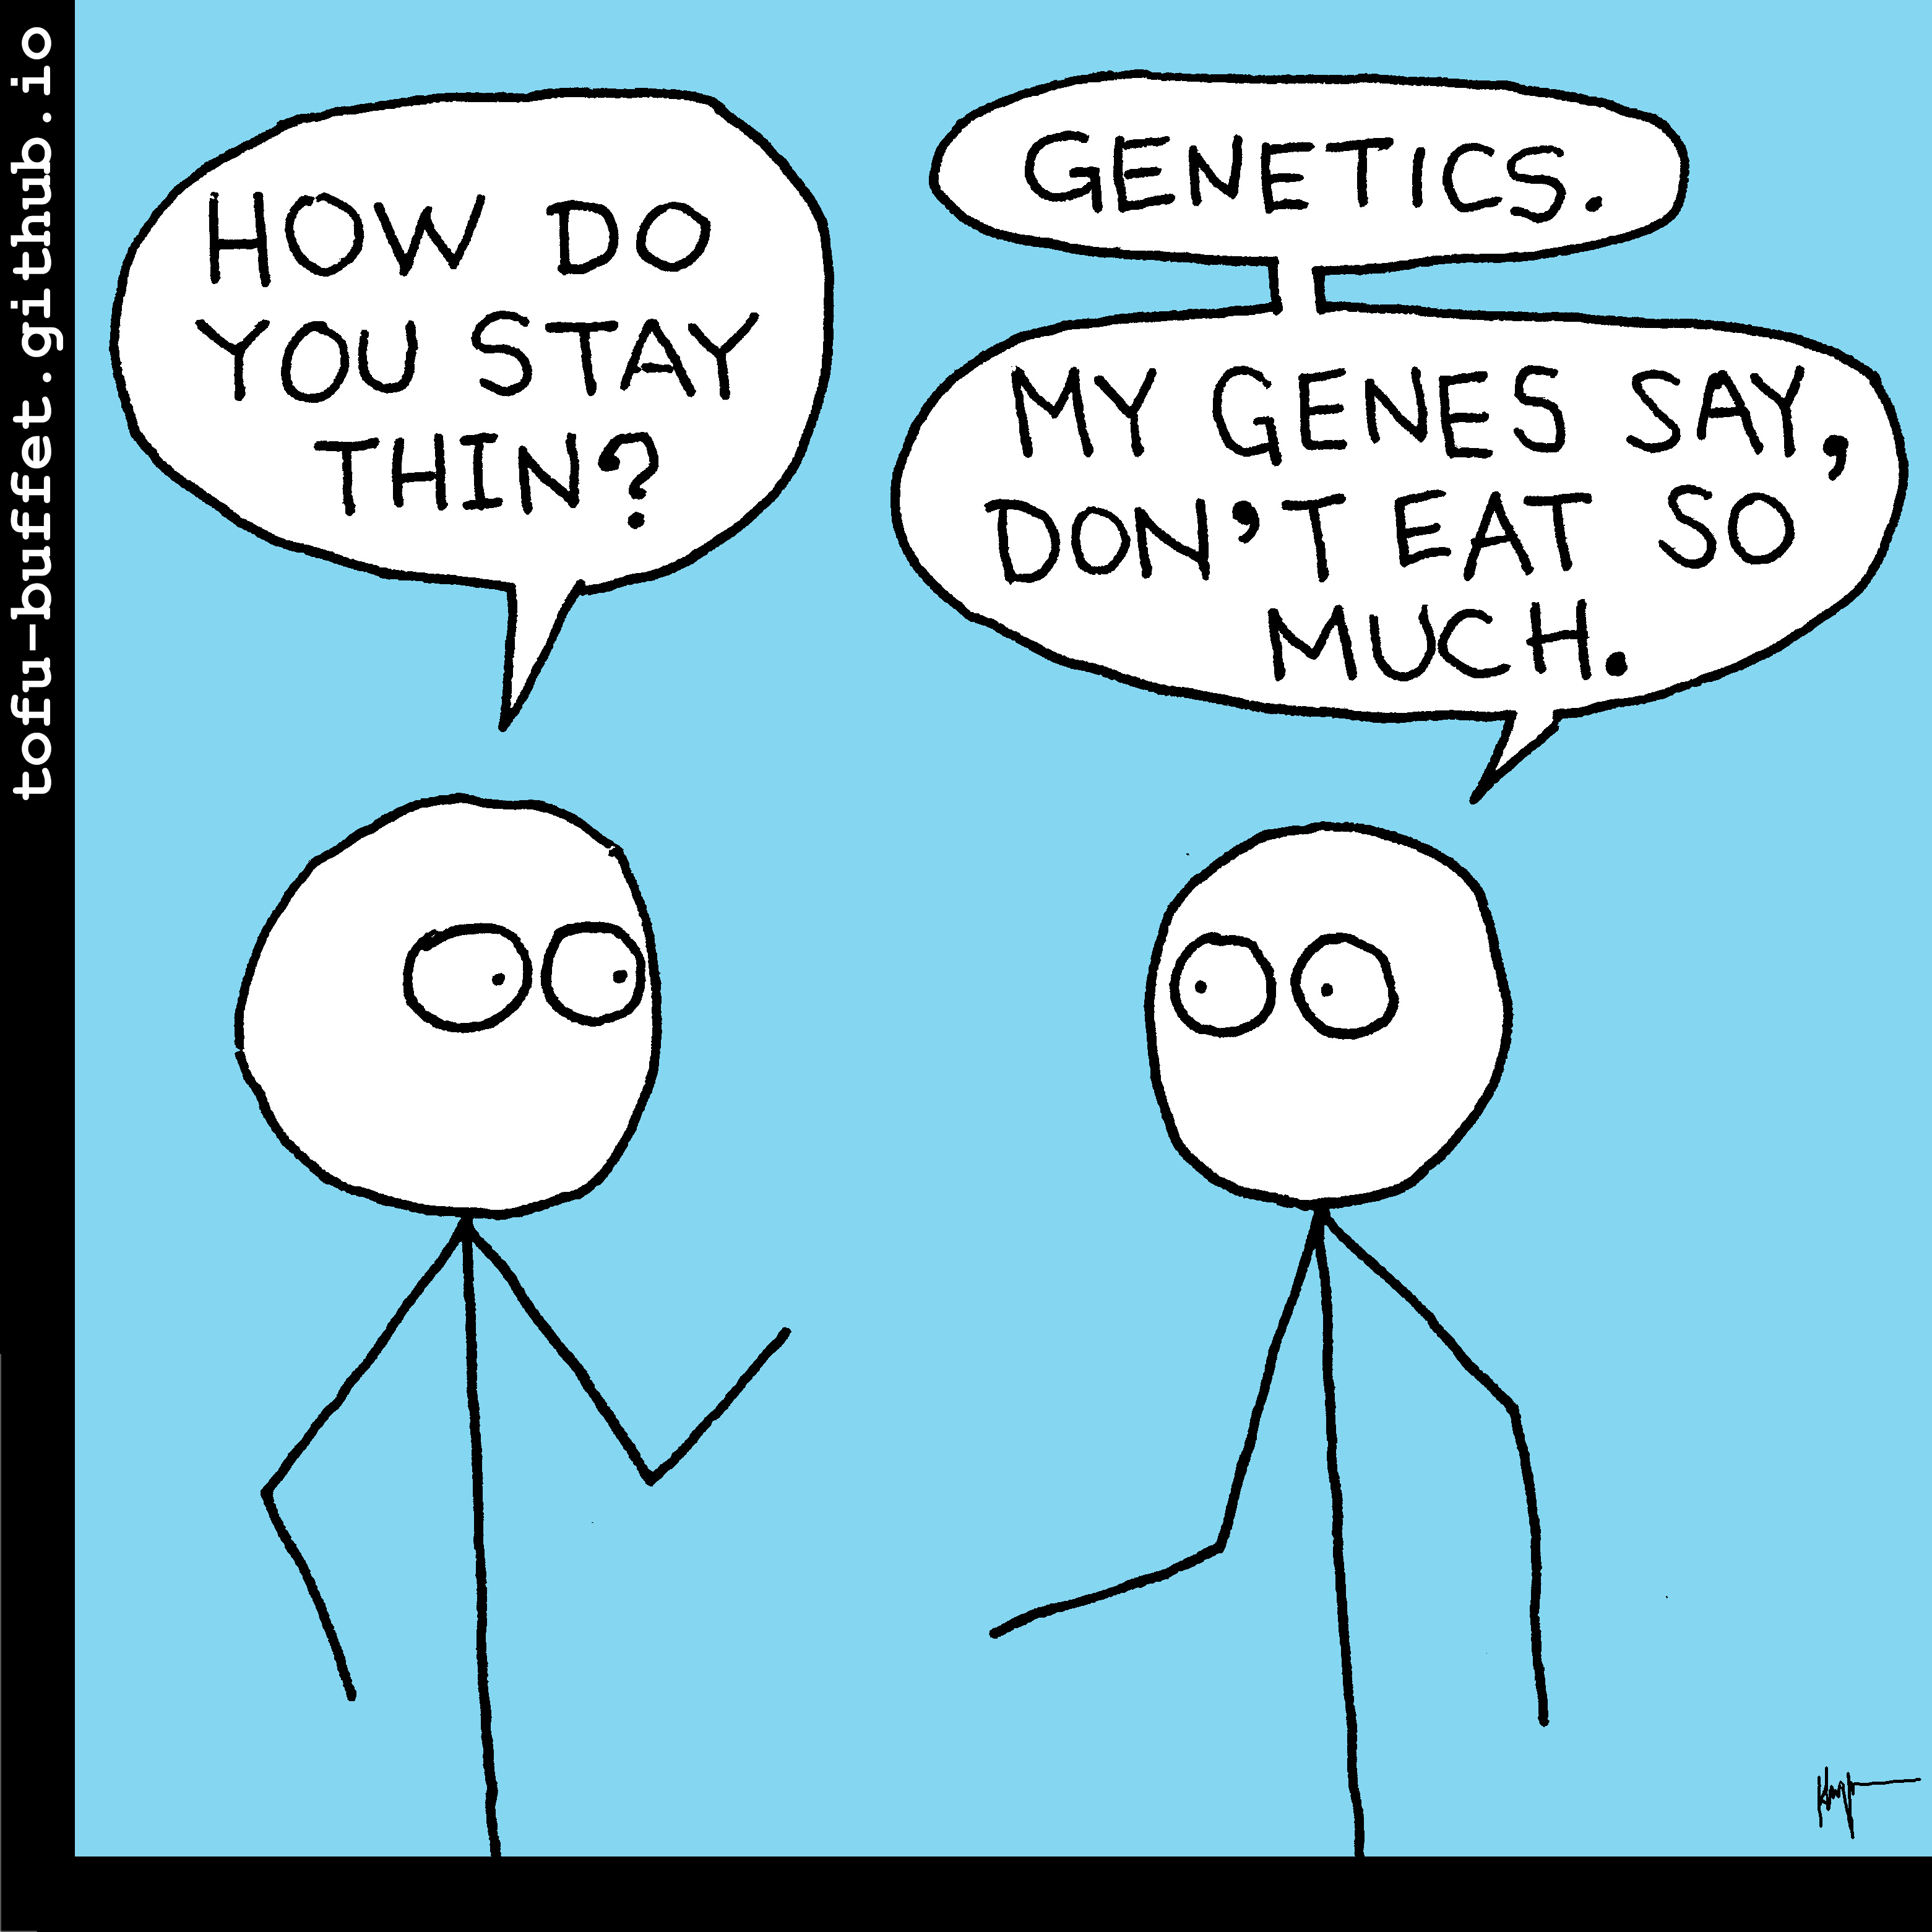 tofu-buffet.github.io
HOW DO
YOU STAY
THIN?
GENETICS.
MY GENES SAY,
DON'T EAT SO
MUCH.